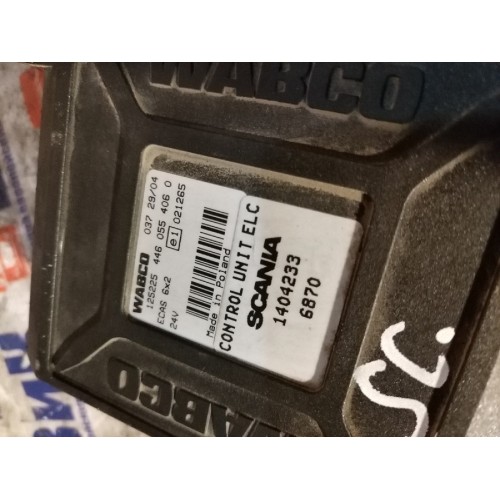 WABCO
WABCO 037 29/04
125225 446 055 406 0
ECAS 6x2 e1 021265
24V
Made in Poland
CONTROL UNIT ELC
SCANIA
1404233
6870
WABCO
SC.